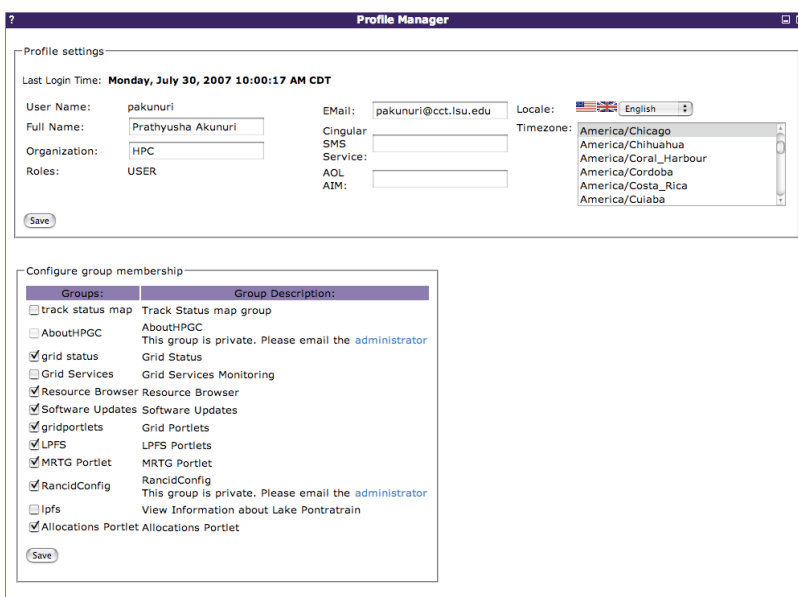 ? Profile Manager
Profile settings
Last Login Time: Monday, July 30, 2007 10:00:17 AM CDT
User Name: pakunuri
Full Name: Prathyusha Akunuri
Organization: HPC
Roles: USER
EMail: pakunuri@cct.lsu.edu
Cingular
SMS
Service:
AOL
AIM:
Locale: English
Timezone: America/Chicago
America/Chihuahua
America/Coral_Harbour
America/Cordoba
America/Costa_Rica
America/Cuiaba
Save
Configure group membership
Groups: Group Description:
track status map Track Status map group
AboutHPGC AboutHPGC
This group is private. Please email the administrator
grid status Grid Status
Grid Services Grid Services Monitoring
Resource Browser Resource Browser
Software Updates Software Updates
gridportlets Grid Portlets
LPFS LPFS Portlets
MRTG Portlet MRTG Portlet
RancidConfig RancidConfig
This group is private. Please email the administrator
lpfs View Information about Lake Pontratrain
Allocations Portlet Allocations Portlet
Save